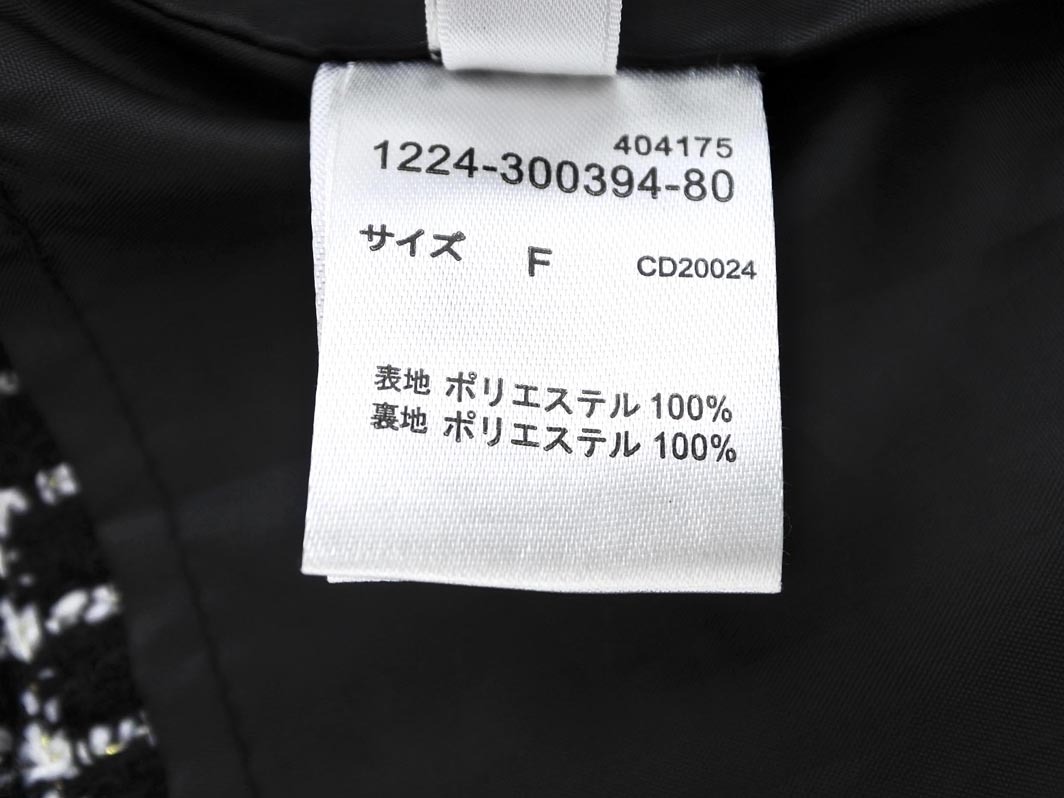 404175
1224-300394-80
サイズ F CD20024
表地 ポリエステル 100%
裏地 ポリエステル 100%